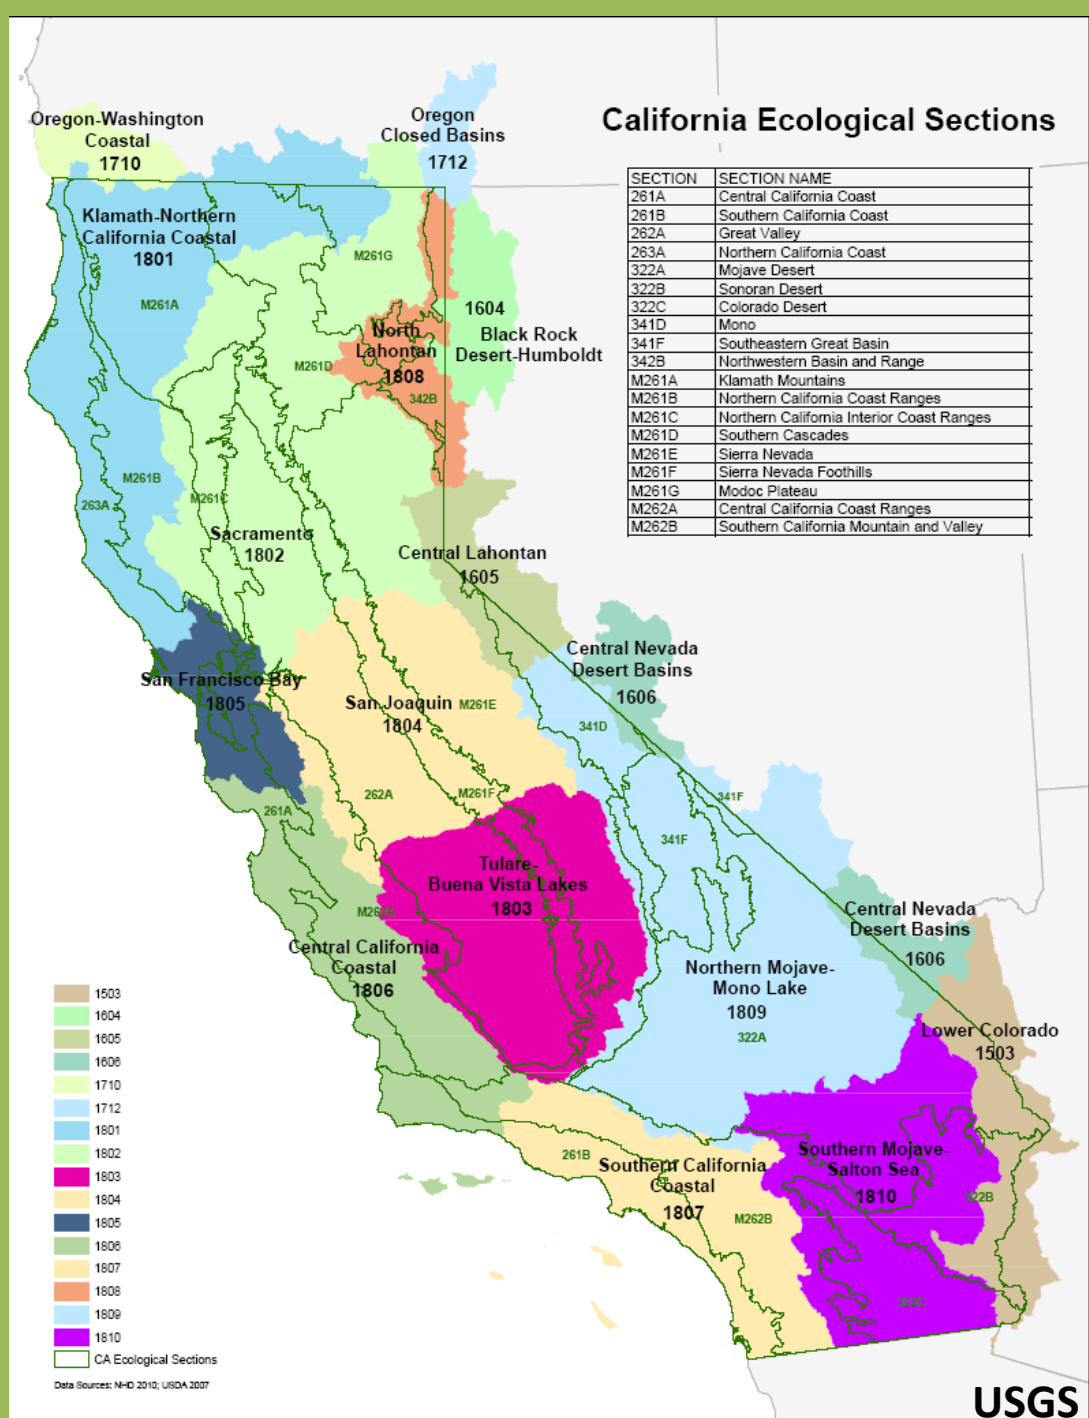 California Ecological Sections
SECTION SECTION NAME
261A Central California Coast
261B Southern California Coast
262A Great Valley
263A Northern California Coast
322A Mojave Desert
322B Sonoran Desert
322C Colorado Desert
341D Mono
341F Southeastern Great Basin
342B Northwestern Basin and Range
M261A Klamath Mountains
M261B Northern California Coast Ranges
M261C Northern California Interior Coast Ranges
M261D Southern Cascades
M261E Sierra Nevada
M261F Sierra Nevada Foothills
M261G Modoc Plateau
M262A Central California Coast Ranges
M262B Southern California Mountain and Valley
Oregon-Washington
Coastal
1710
Oregon
Closed Basins
1712
Klamath-Northern
California Coastal
1801
M261G
M261A
1604
Black Rock
Desert-Humboldt
North
Lahontan
1808
M261D
342B
M261B
263A
M261C
Sacramento
1802
Central Lahontan
1605
Central Nevada
Desert Basins
1606
San Francisco Bay
1805
San Joaquin
1804
M261E
341D
262A
M261F
261A
341F
341F
Tulare-
Buena Vista Lakes
1803
M262A
Central California
Coastal
1806
Central Nevada
Desert Basins
1606
Northern Mojave-
Mono Lake
1809
322A
Lower Colorado
1503
261B
Southern California
Coastal
1807
M262B
Southern Mojave-
Salton Sea
1810
322B
322C
1503
1604
1605
1606
1710
1712
1801
1802
1803
1804
1805
1806
1807
1808
1809
1810
CA Ecological Sections
Data Sources: NHD 2010; USDA 2007
USGS